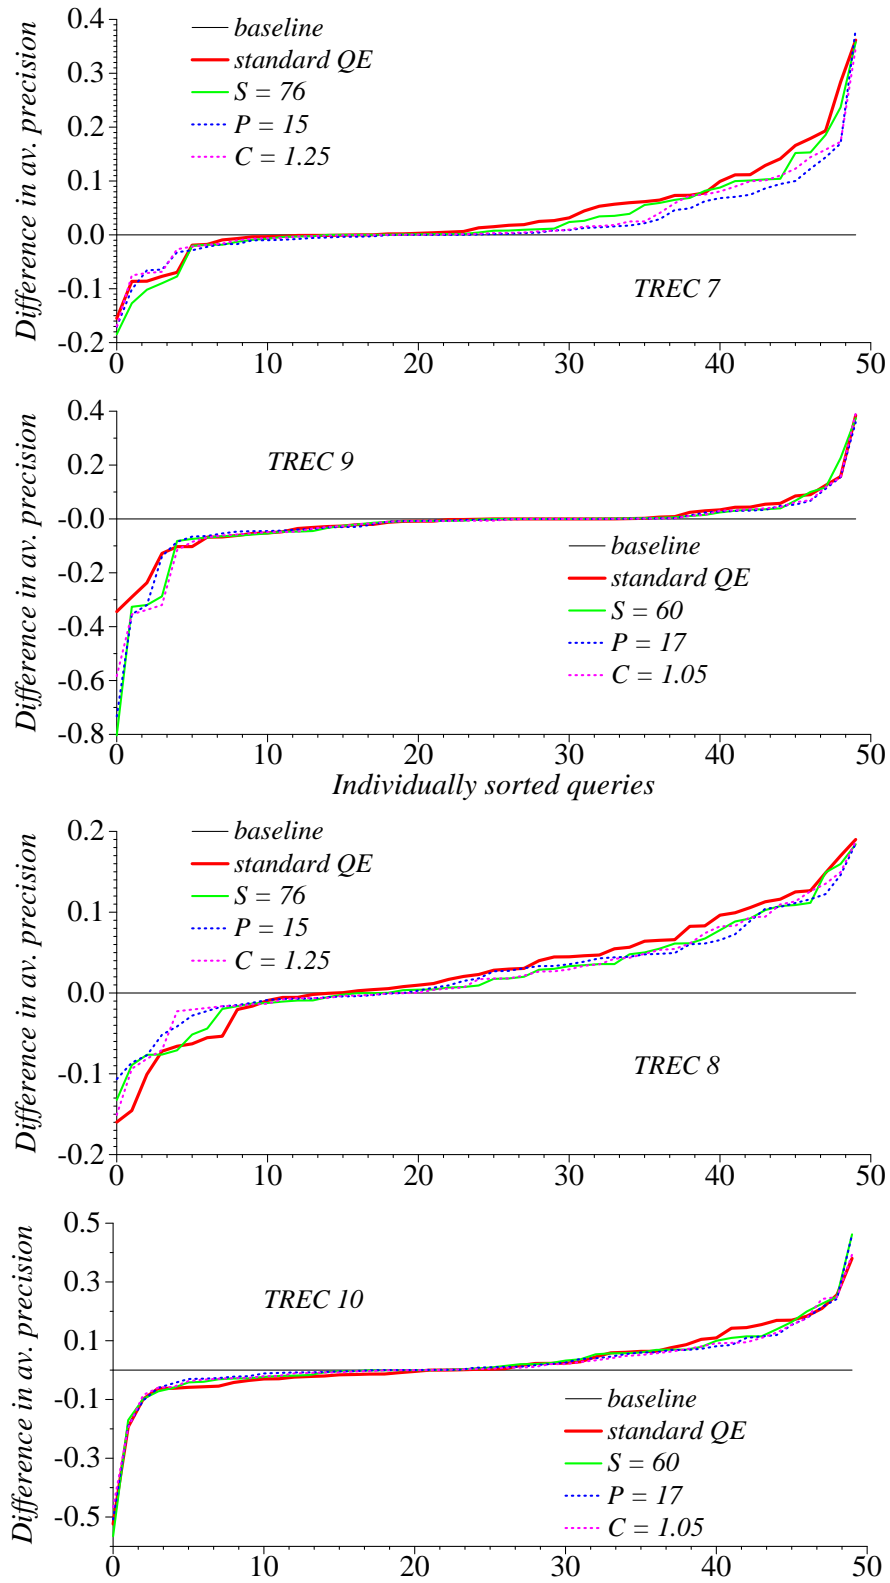 Difference in av. precision
0.4
0.3
0.2
0.1
0.0
-0.1
-0.2
baseline
standard QE
S = 76
P = 15
C = 1.25
TREC 7
0 10 20 30 40 50
Difference in av. precision
0.4
0.2
-0.0
-0.2
-0.4
-0.6
-0.8
TREC 9
baseline
standard QE
S = 60
P = 17
C = 1.05
0 10 20 30 40 50
Individually sorted queries
Difference in av. precision
0.2
0.1
0.0
-0.1
-0.2
baseline
standard QE
S = 76
P = 15
C = 1.25
TREC 8
0 10 20 30 40 50
Difference in av. precision
0.5
0.3
0.1
-0.1
-0.3
-0.5
TREC 10
baseline
standard QE
S = 60
P = 17
C = 1.05
0 10 20 30 40 50